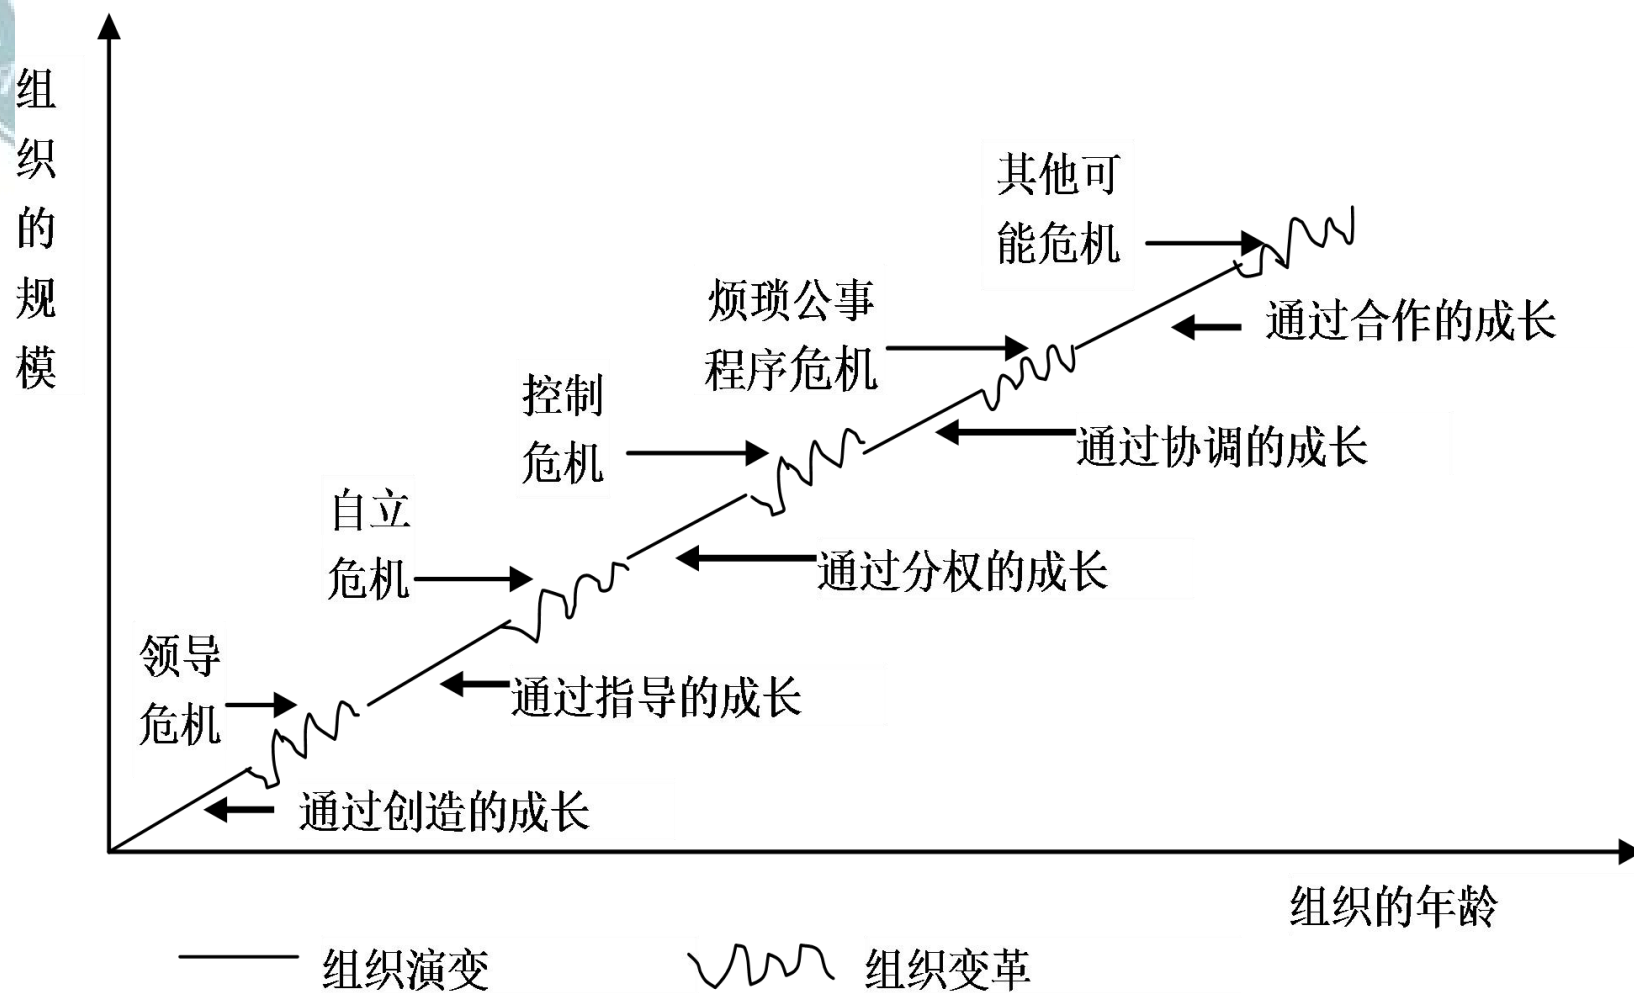 组织的规模
其他可
能危机
通过合作的成长
烦琐公事
程序危机
通过协调的成长
控制
危机
通过分权的成长
自立
危机
通过指导的成长
领导
危机
通过创造的成长
组织的年龄
组织演变
组织变革